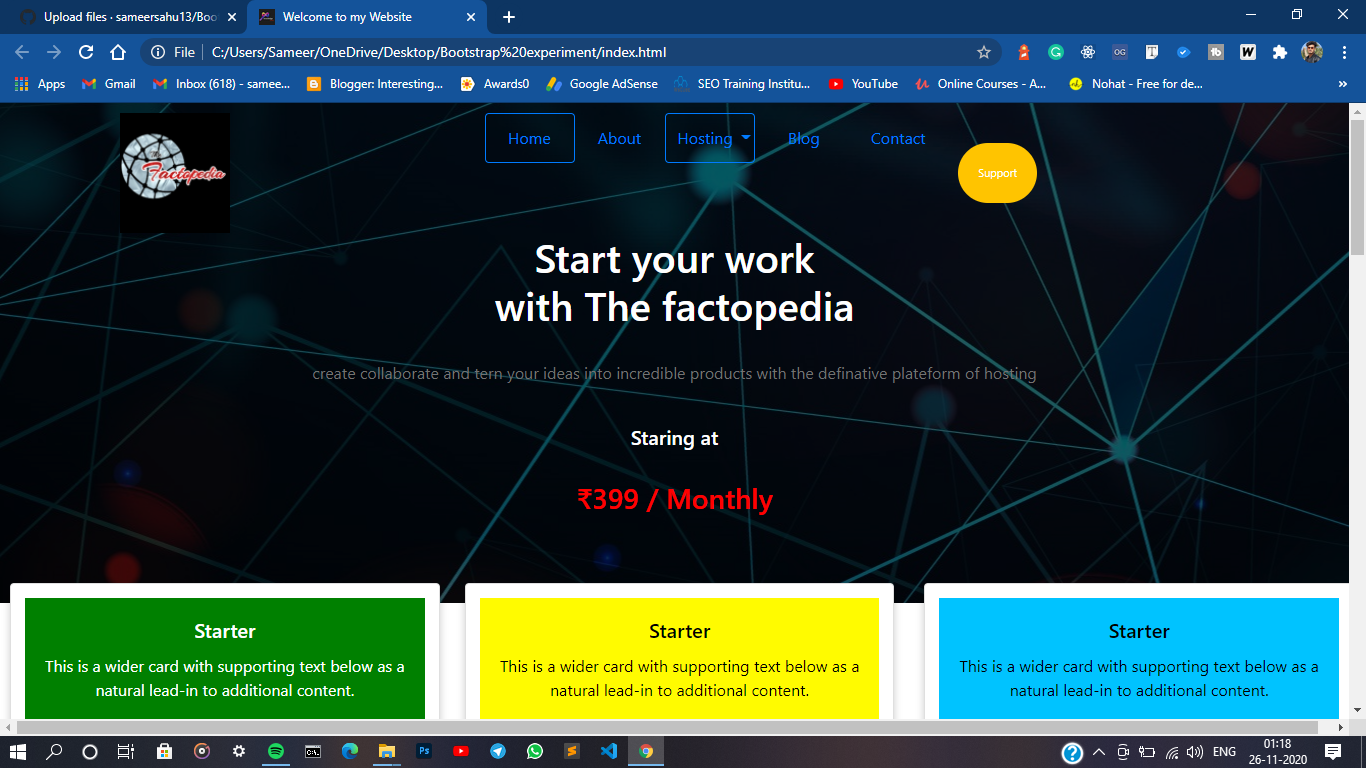 Upload files · sameersahu13/Boo
Welcome to my Website
File
C:/Users/Sameer/OneDrive/Desktop/Bootstrap%20experiment/index.html
Apps
Gmail
Inbox (618) - samee...
Blogger: Interesting...
Awards0
Google AdSense
SEO Training Institu...
YouTube
Online Courses - A...
Nohat - Free for de...
»
The
Factopedia
Home
About
Hosting
Blog
Contact
Support
Start your work
with The factopedia
create collaborate and tern your ideas into incredible products with the definative plateform of hosting
Staring at
₹399 / Monthly
Starter
This is a wider card with supporting text below as a
natural lead-in to additional content.
Starter
This is a wider card with supporting text below as a
natural lead-in to additional content.
Starter
This is a wider card with supporting text below as a
natural lead-in to additional content.
ENG
01:18
26-11-2020